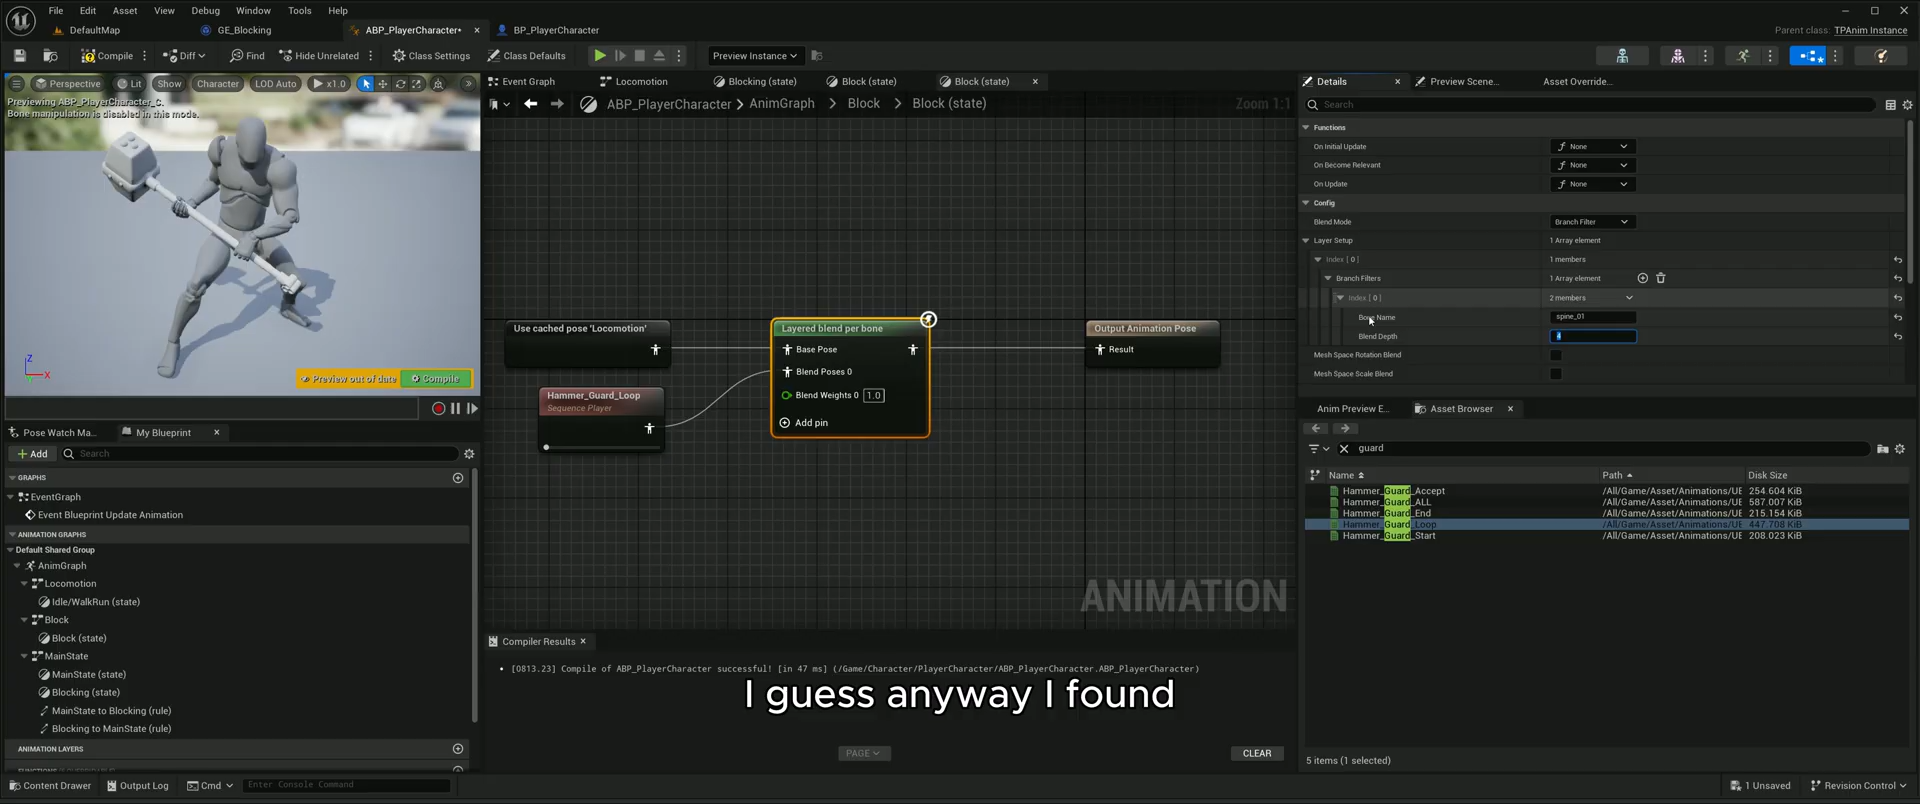 File Edit Asset View Debug Window Tools Help
DefaultMap GE_Blocking ABP_PlayerCharacter* BP_PlayerCharacter
Parent class: TPAnim Instance
Compile Diff Find Hide Unrelated Class Settings Class Defaults Preview Instance
Perspective Lit Show Character LOD Auto x1.0
Previewing ABP_PlayerCharacter_C.
Bone manipulation is disabled in this mode.
Z
X
Preview out of date Compile
Pose Watch Ma... My Blueprint
Add Search
GRAPHS
EventGraph
Event Blueprint Update Animation
ANIMATION GRAPHS
Default Shared Group
AnimGraph
Locomotion
Idle/WalkRun (state)
Block
Block (state)
MainState
MainState (state)
Blocking (state)
MainState to Blocking (rule)
Blocking to MainState (rule)
ANIMATION LAYERS
Event Graph Locomotion Blocking (state) Block (state) Block (state)
ABP_PlayerCharacter > AnimGraph > Block > Block (state) Zoom 1:1
Use cached pose 'Locomotion'
Hammer_Guard_Loop
Sequence Player
Layered blend per bone
Base Pose
Blend Poses 0
Blend Weights 0 1.0
Add pin
Output Animation Pose
Result
ANIMATION
Compiler Results
[0813.23] Compile of ABP_PlayerCharacter successful! [in 47 ms] (/Game/Character/PlayerCharacter/ABP_PlayerCharacter.ABP_PlayerCharacter)
I guess anyway I found
PAGE CLEAR
Details Preview Scene... Asset Override...
Search
Functions
On Initial Update None
On Become Relevant None
On Update None
Config
Blend Mode Branch Filter
Layer Setup 1 Array element
Index [ 0 ] 1 members
Branch Filters 1 Array element
Index [ 0 ] 2 members
Bone Name spine_01
Blend Depth 4
Mesh Space Rotation Blend
Mesh Space Scale Blend
Anim Preview E... Asset Browser
guard
Name Path Disk Size
Hammer_Guard_Accept /All/Game/Asset/Animations/UE 254.604 KiB
Hammer_Guard_ALL /All/Game/Asset/Animations/UE 587.007 KiB
Hammer_Guard_End /All/Game/Asset/Animations/UE 215.154 KiB
Hammer_Guard_Loop /All/Game/Asset/Animations/UE 447.708 KiB
Hammer_Guard_Start /All/Game/Asset/Animations/UE 208.023 KiB
5 items (1 selected)
Content Drawer Output Log Cmd Enter Console Command 1 Unsaved Revision Control